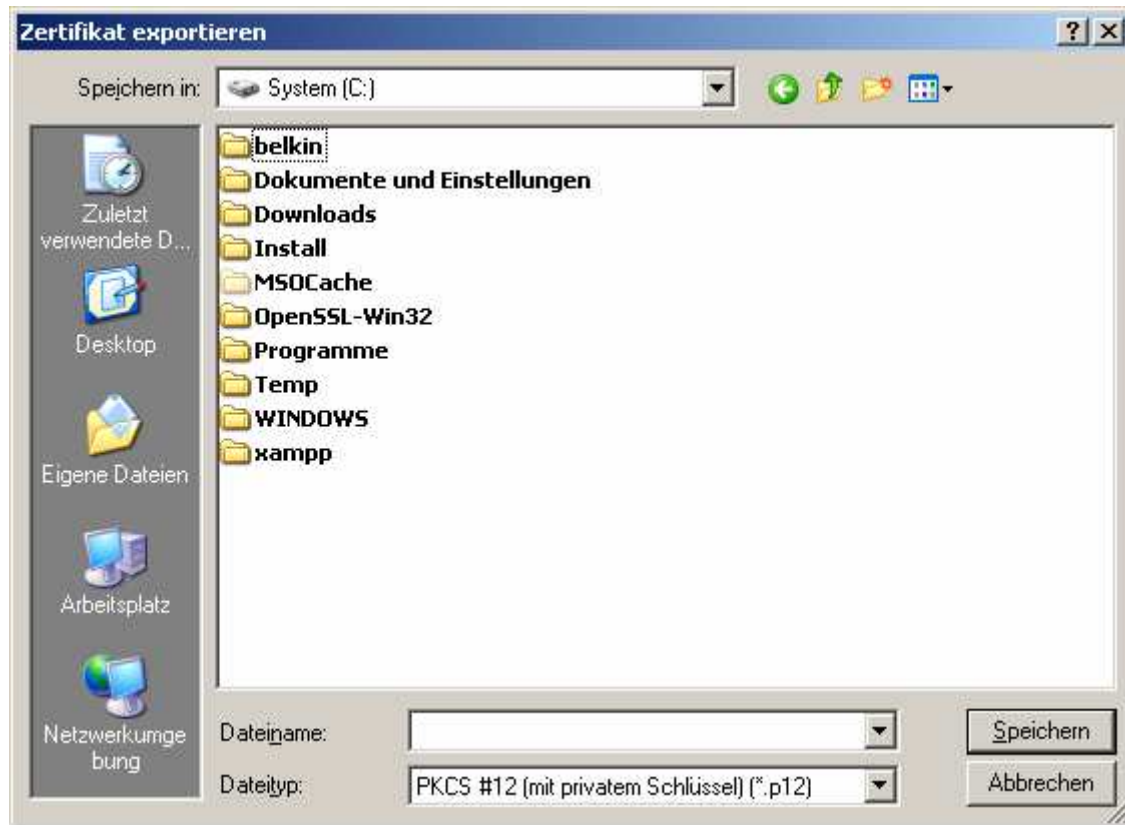 Zertifikat exportieren
Speichern in:
System (C:)
Zuletzt
verwendete D...
Desktop
Eigene Dateien
Arbeitsplatz
Netzwerkumge
bung
belkin
Dokumente und Einstellungen
Downloads
Install
MSOCache
OpenSSL-Win32
Programme
Temp
WINDOWS
xampp
Dateiname:
Speichern
Dateityp:
PKCS #12 (mit privatem Schlüssel) (*.p12)
Abbrechen